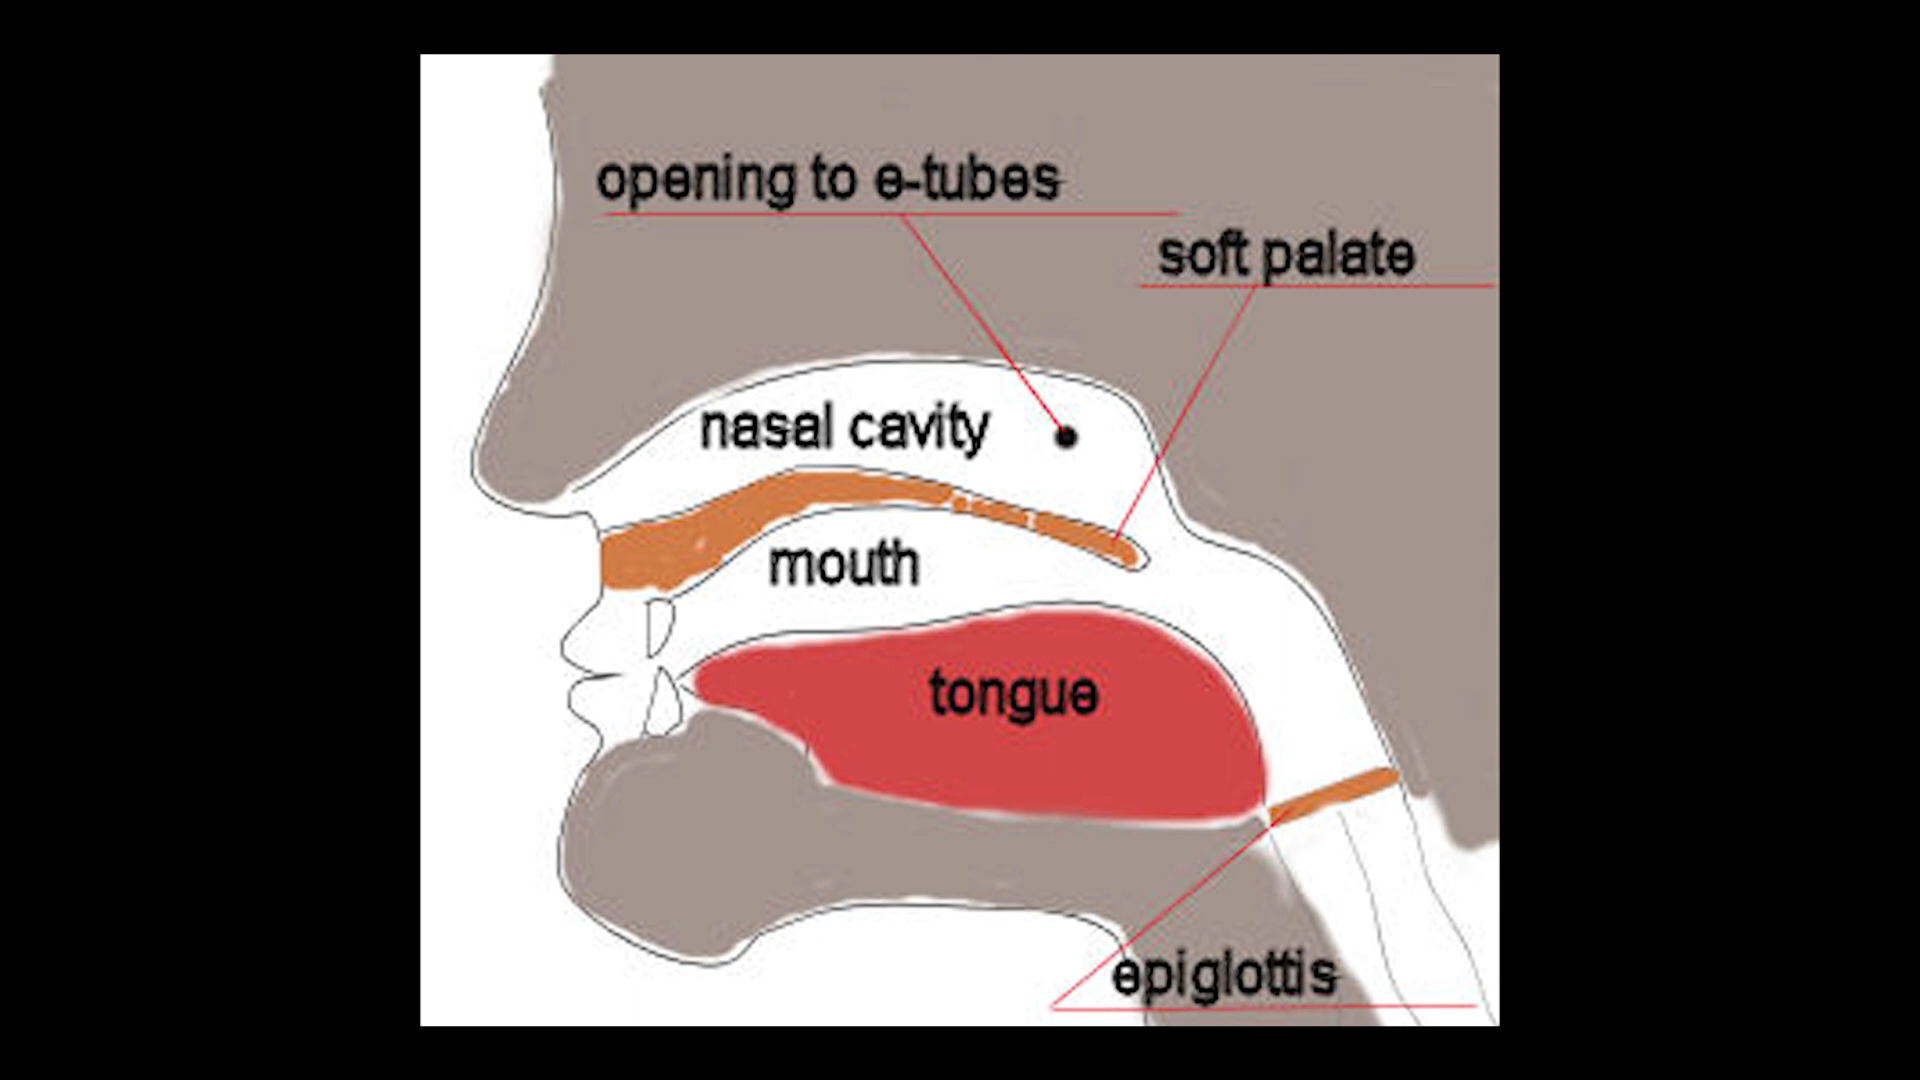 opening to e-tubes
soft palate
nasal cavity
mouth
tongue
epiglottis